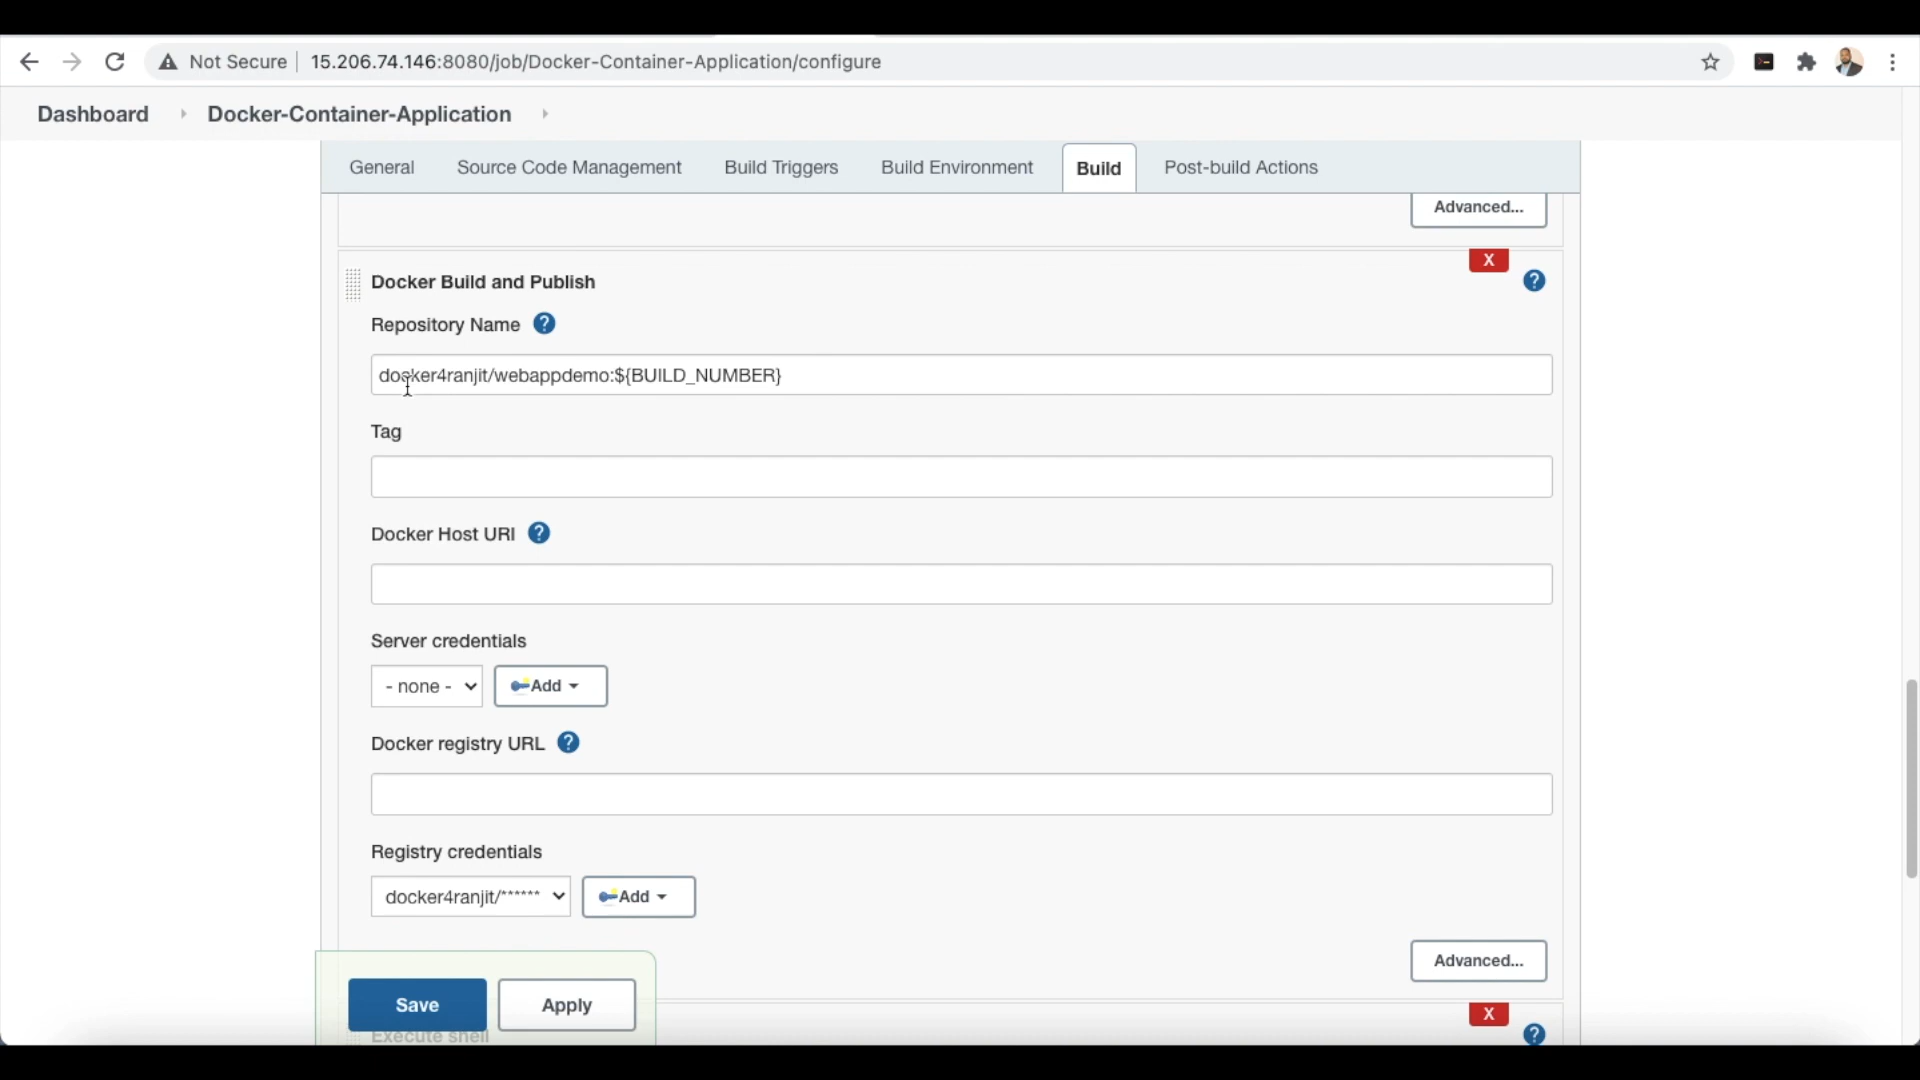 Not Secure 15.206.74.146:8080/job/Docker-Container-Application/configure
Dashboard Docker-Container-Application
General Source Code Management Build Triggers Build Environment Build Post-build Actions
Advanced...
X
Docker Build and Publish ?
Repository Name ?
docker4ranjit/webappdemo:${BUILD_NUMBER}
Tag
Docker Host URI ?
Server credentials
- none - Add
Docker registry URL ?
Registry credentials
docker4ranjit/****** Add
Advanced...
Save Apply
X
Execute shell ?